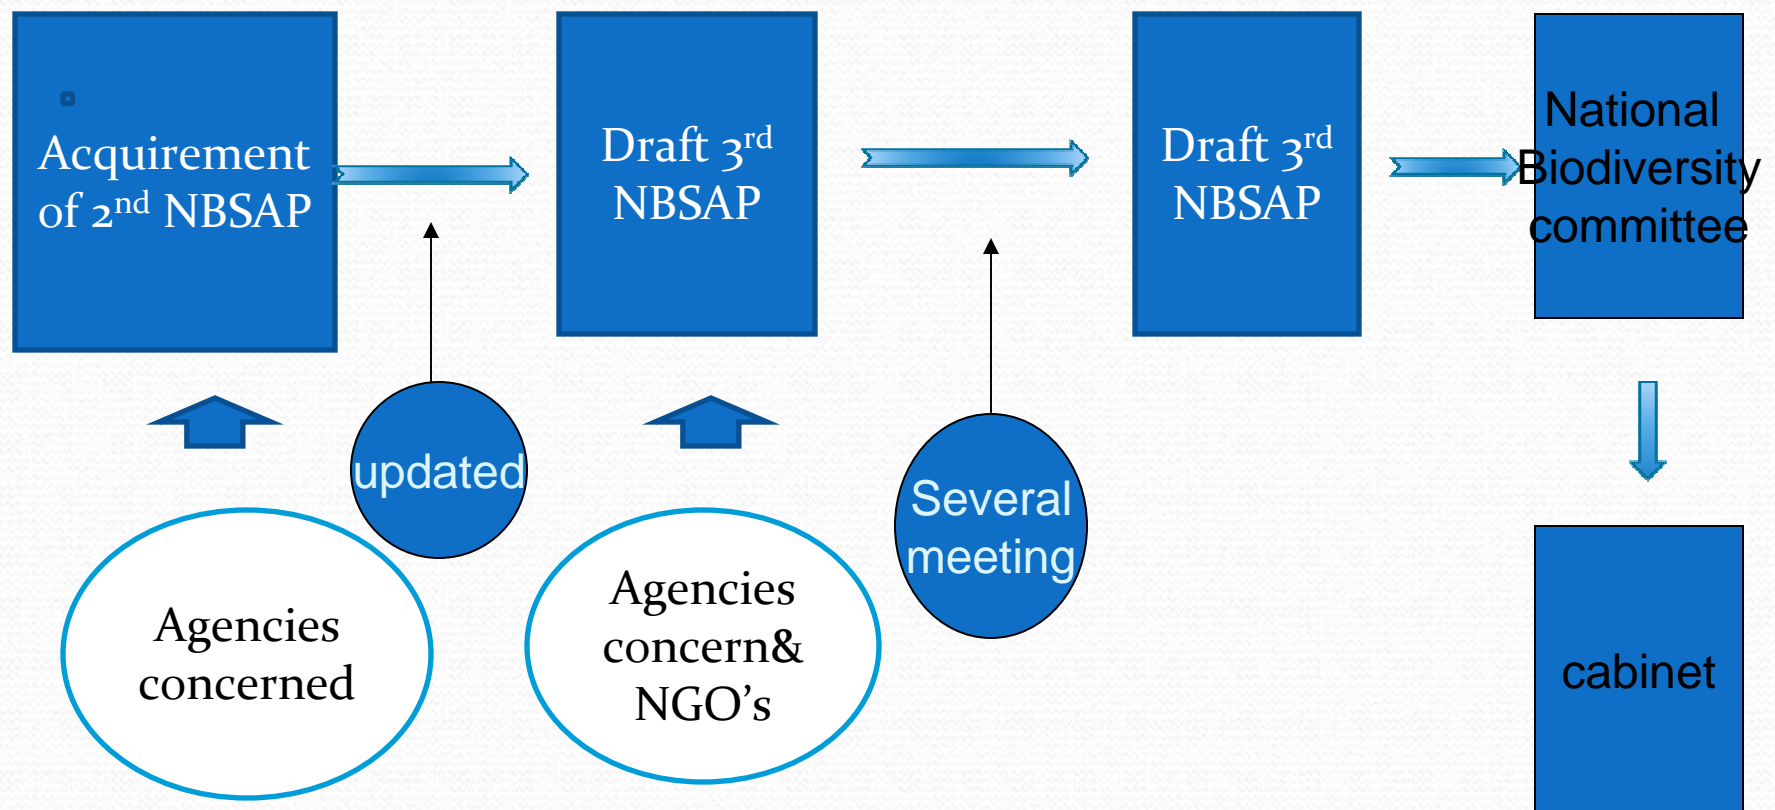 Acquirement
of 2nd NBSAP
Draft 3rd
NBSAP
Draft 3rd
NBSAP
National
Biodiversity
committee
updated
Several
meeting
Agencies
concerned
Agencies
concern&
NGO’s
cabinet